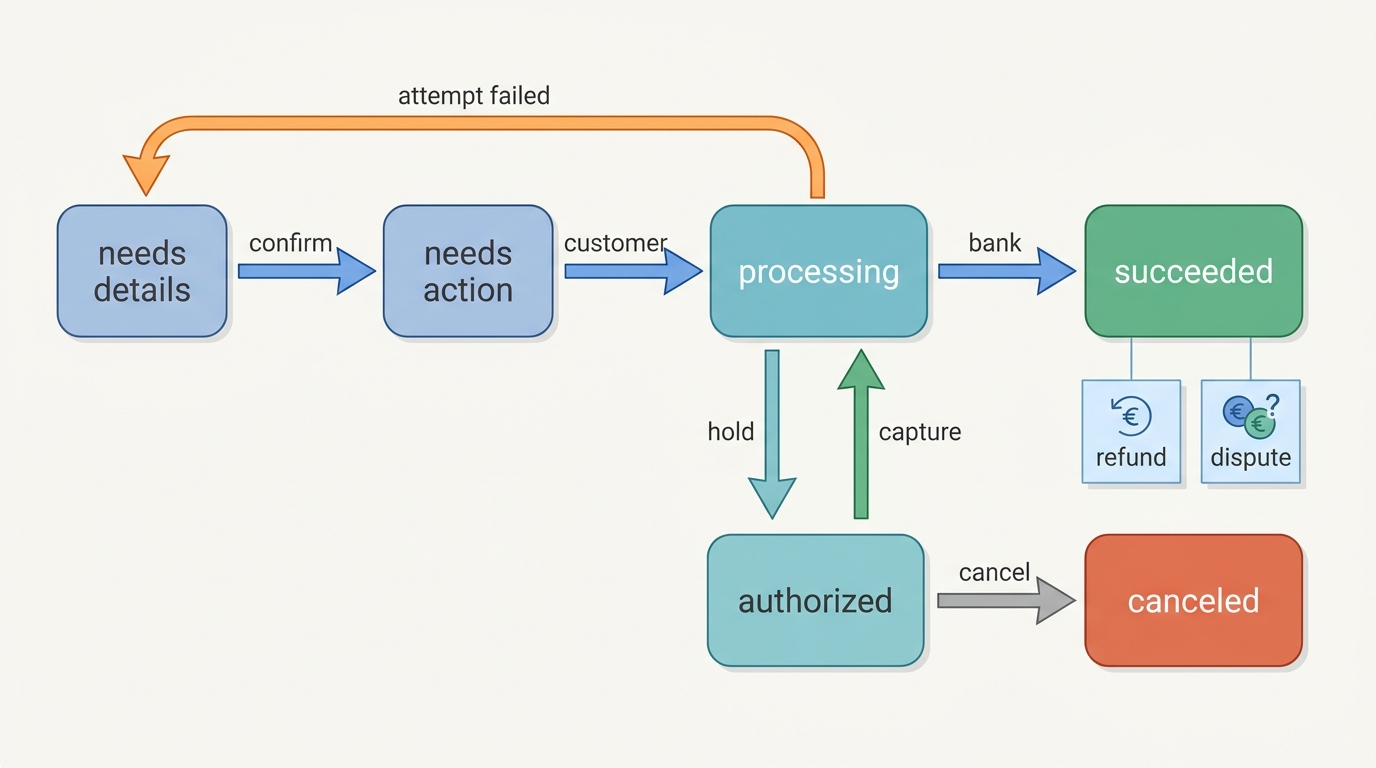 attempt failed
needs
details
confirm
needs
action
customer
processing
bank
succeeded
hold
capture
€
refund
€ € ?
dispute
authorized
cancel
canceled